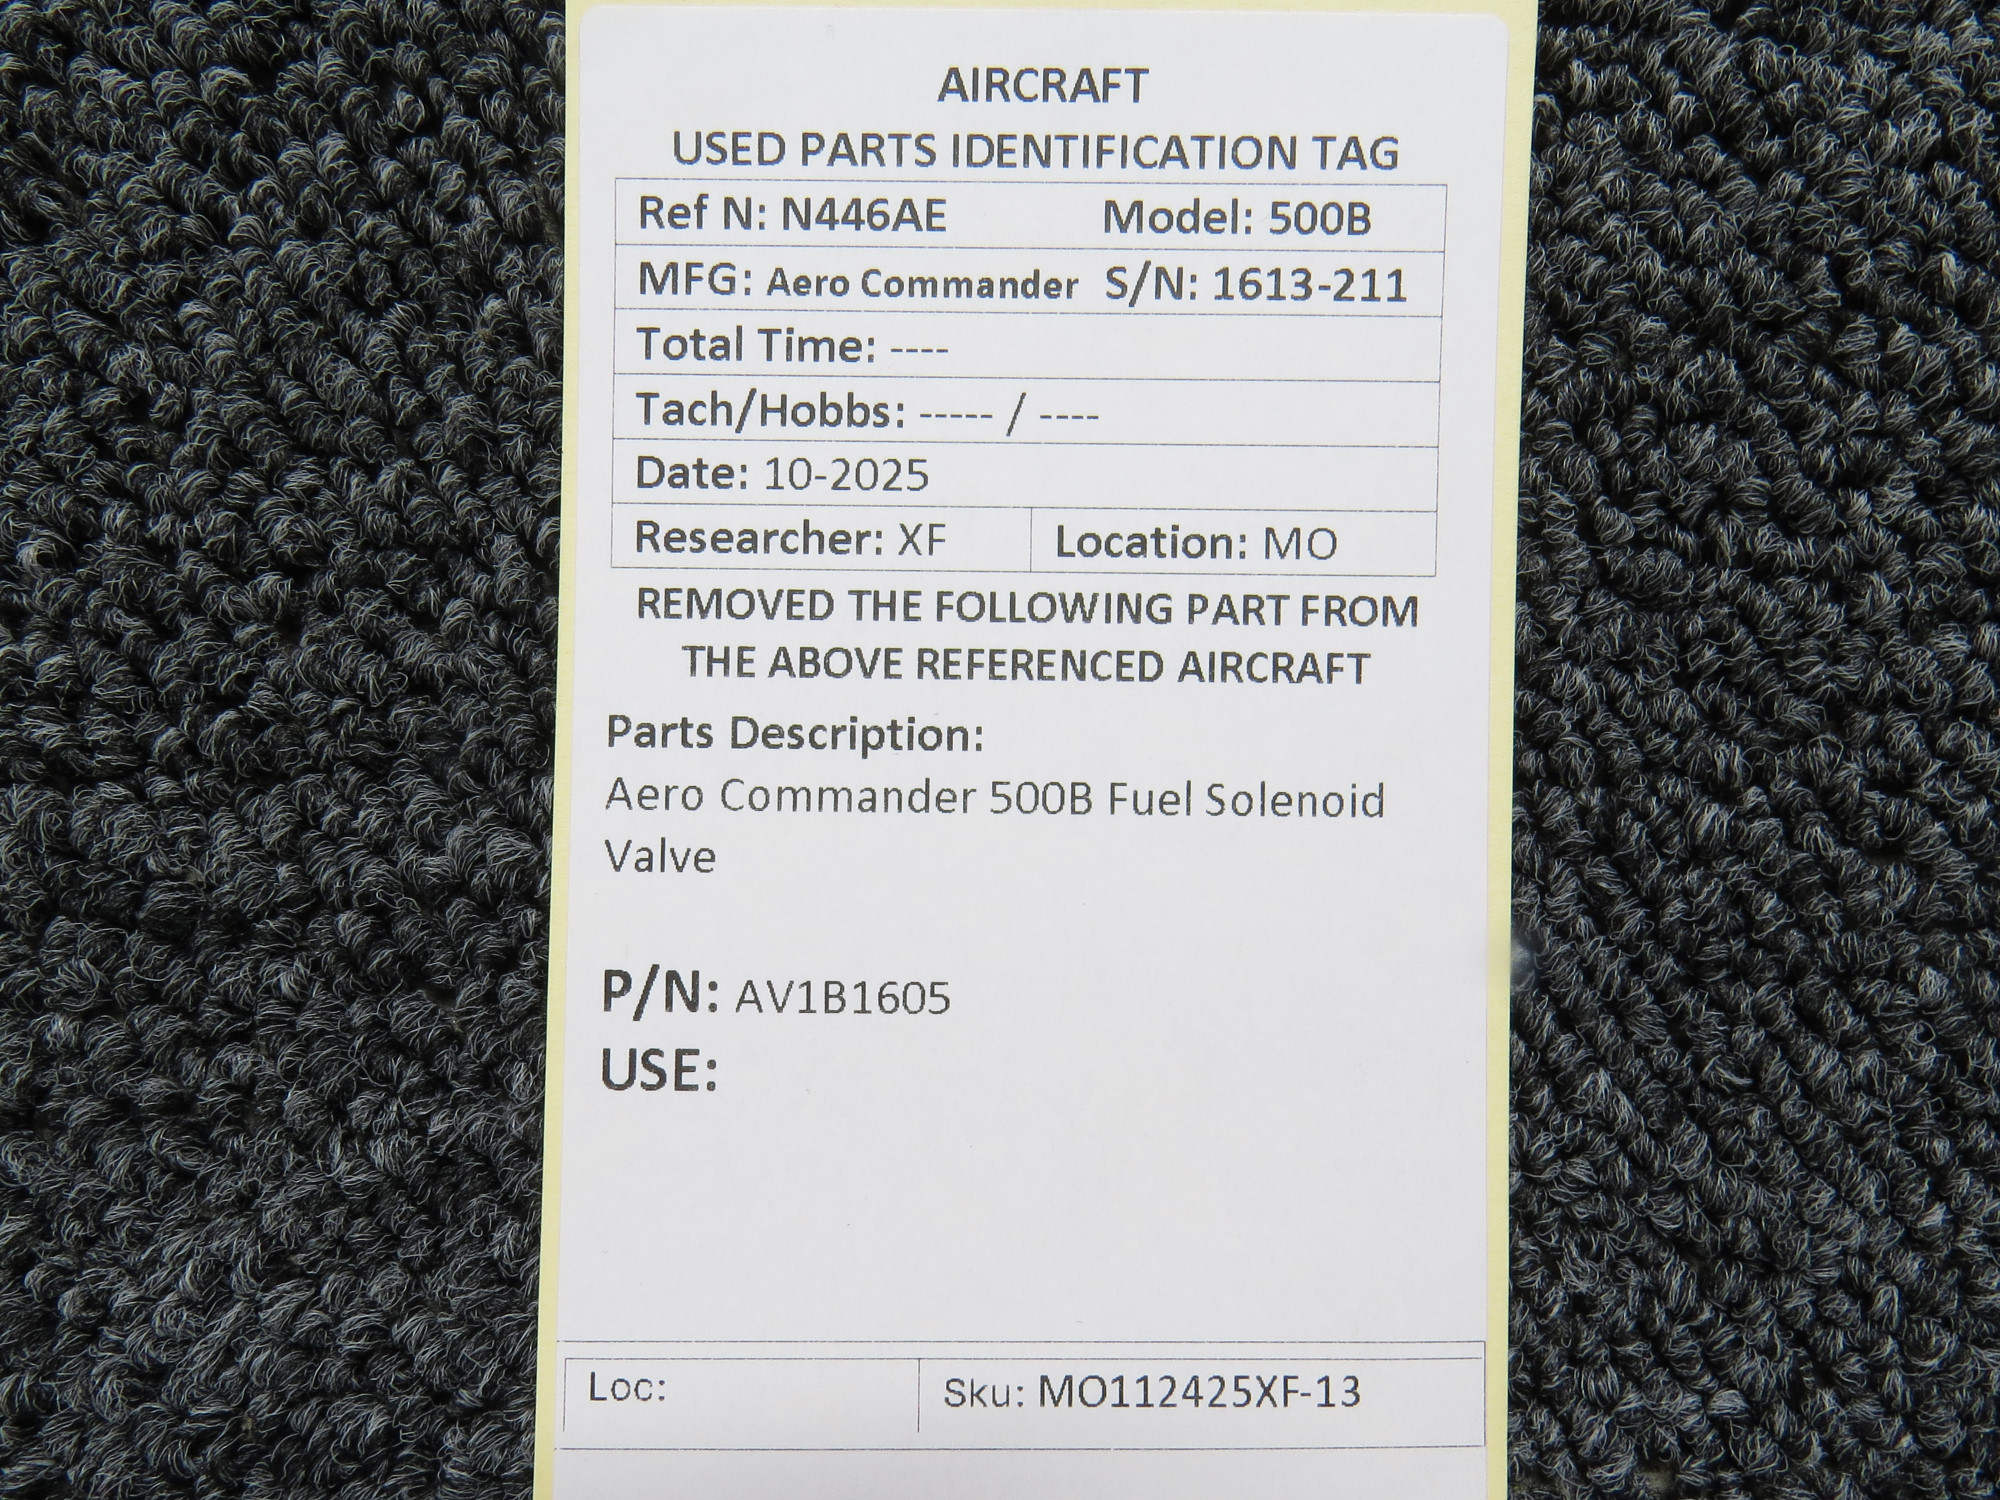 AIRCRAFT
USED PARTS IDENTIFICATION TAG
Ref N: N446AE Model: 500B
MFG: Aero Commander S/N: 1613-211
Total Time: ----
Tach/Hobbs: ----- / ----
Date: 10-2025
Researcher: XF Location: MO
REMOVED THE FOLLOWING PART FROM
THE ABOVE REFERENCED AIRCRAFT
Parts Description:
Aero Commander 500B Fuel Solenoid
Valve
P/N: AV1B1605
USE:
Loc: Sku: MO112425XF-13